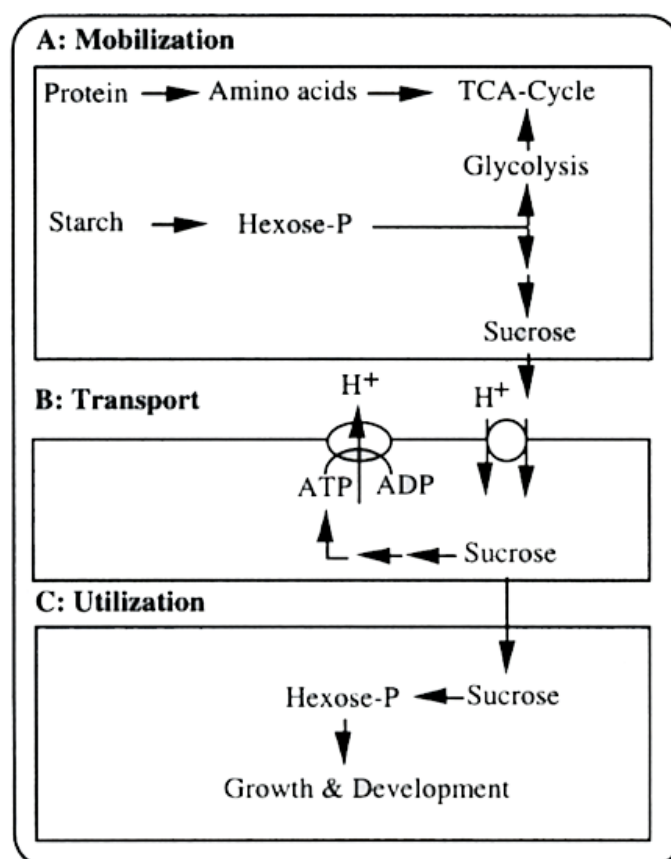 A: Mobilization
Protein Amino acids TCA-Cycle
Glycolysis
Starch Hexose-P
Sucrose
B: Transport H+ H+
ATP ADP
Sucrose
C: Utilization
Hexose-P Sucrose
Growth & Development